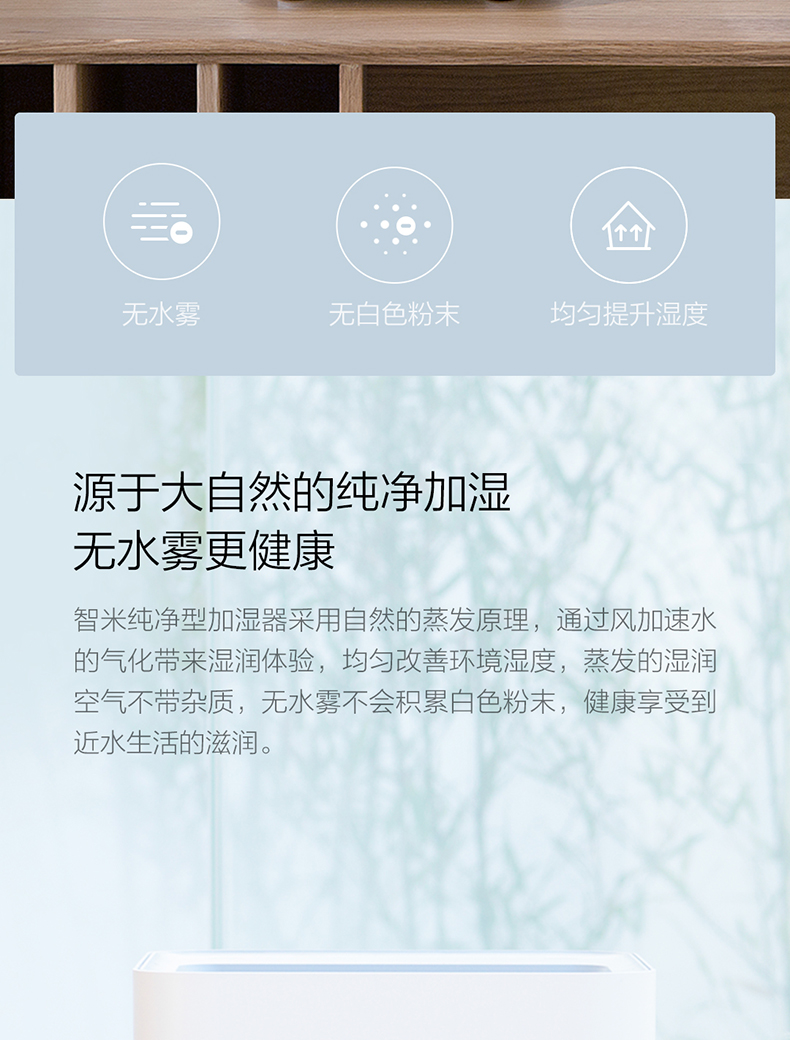 无水雾
无白色粉末
均匀提升湿度
源于大自然的纯净加湿
无水雾更健康
智米纯净型加湿器采用自然的蒸发原理，通过风加速水
的气化带来湿润体验，均匀改善环境湿度，蒸发的湿润
空气不带杂质，无水雾不会积累白色粉末，健康享受到
近水生活的滋润。